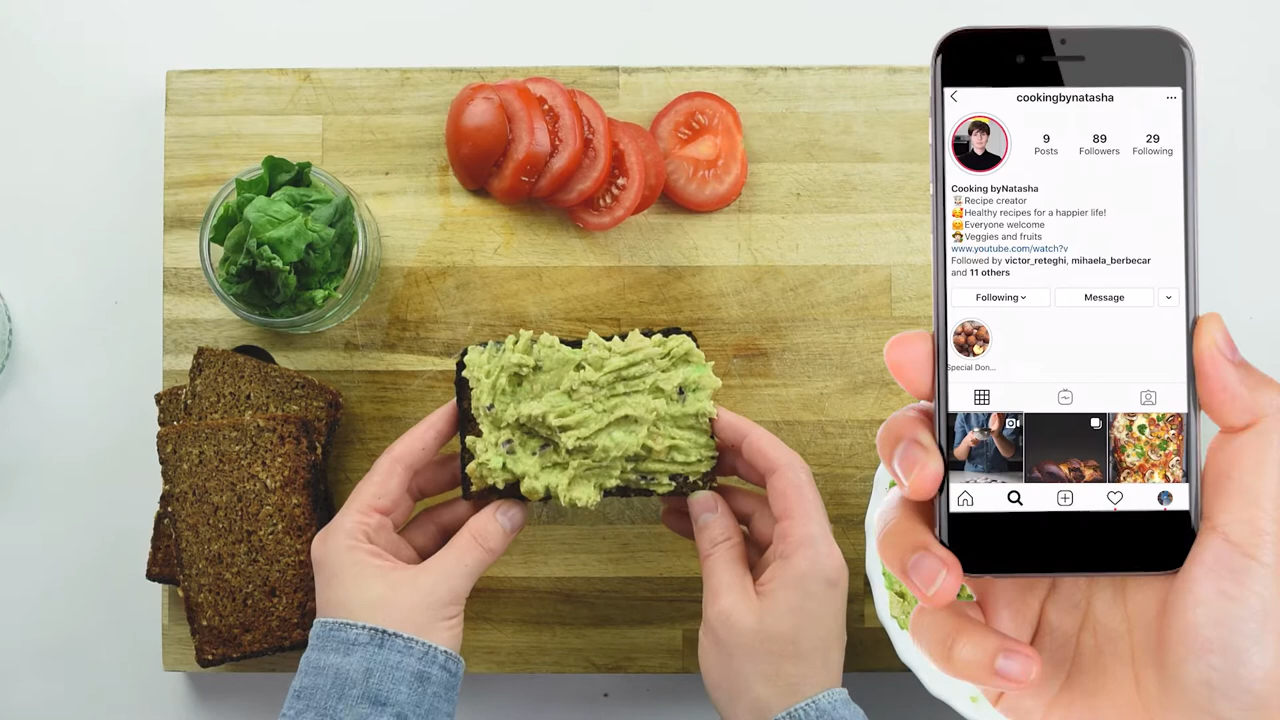 cookingbynatasha
9 89 29
Posts Followers Following
Cooking byNatasha
Recipe creator
Healthy recipes for a happier life!
Everyone welcome
Veggies and fruits
www.youtube.com/watch?v
Followed by victor_reteghi, mihaela_berbecar
and 11 others
Following Message
Special Don...